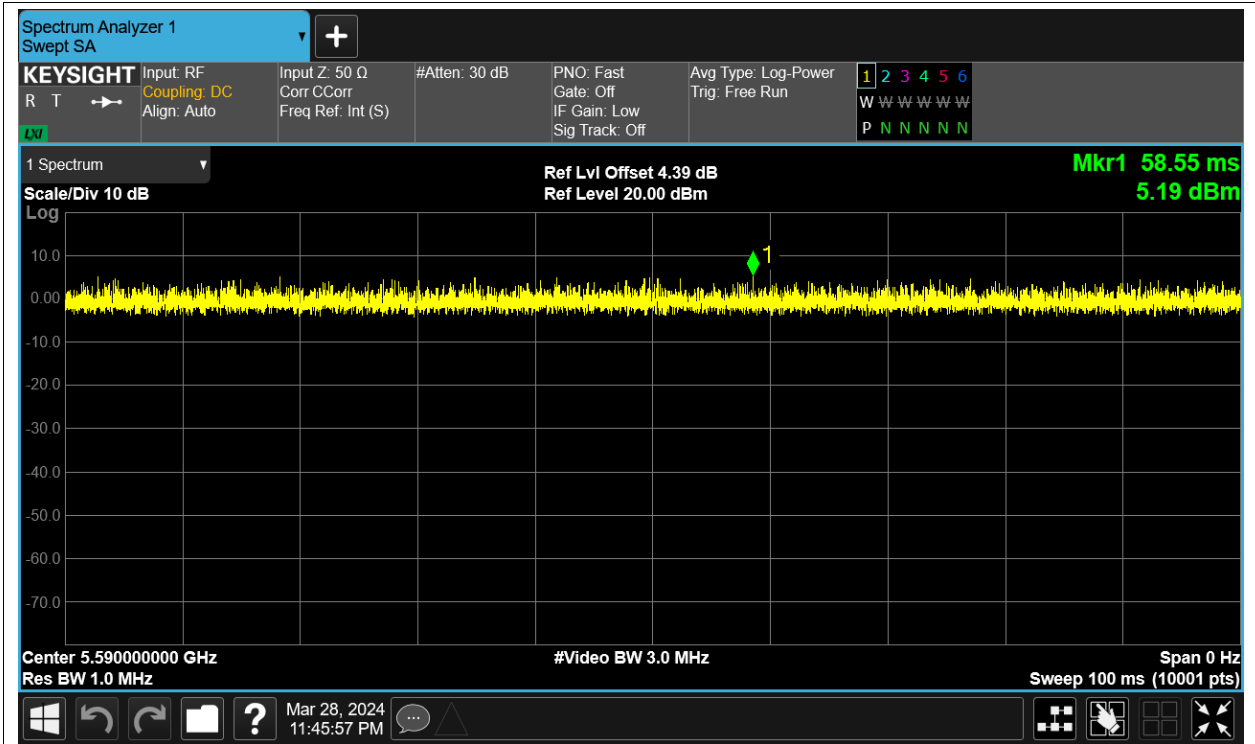 Spectrum Analyzer 1
Swept SA
KEYSIGHT
R T
LXI
Input: RF
Coupling: DC
Align: Auto
Input Z: 50 Ω
Corr CCorr
Freq Ref: Int (S)
#Atten: 30 dB
PNO: Fast
Gate: Off
IF Gain: Low
Sig Track: Off
Avg Type: Log-Power
Trig: Free Run
1 2 3 4 5 6
W W W W W W
P N N N N N
1 Spectrum
Scale/Div 10 dB
Ref Lvl Offset 4.39 dB
Ref Level 20.00 dBm
Mkr1 58.55 ms
5.19 dBm
Log
1
10.0
0.00
-10.0
-20.0
-30.0
-40.0
-50.0
-60.0
-70.0
Center 5.590000000 GHz
#Video BW 3.0 MHz
Span 0 Hz
Res BW 1.0 MHz
Sweep 100 ms (10001 pts)
?
Mar 28, 2024
11:45:57 PM